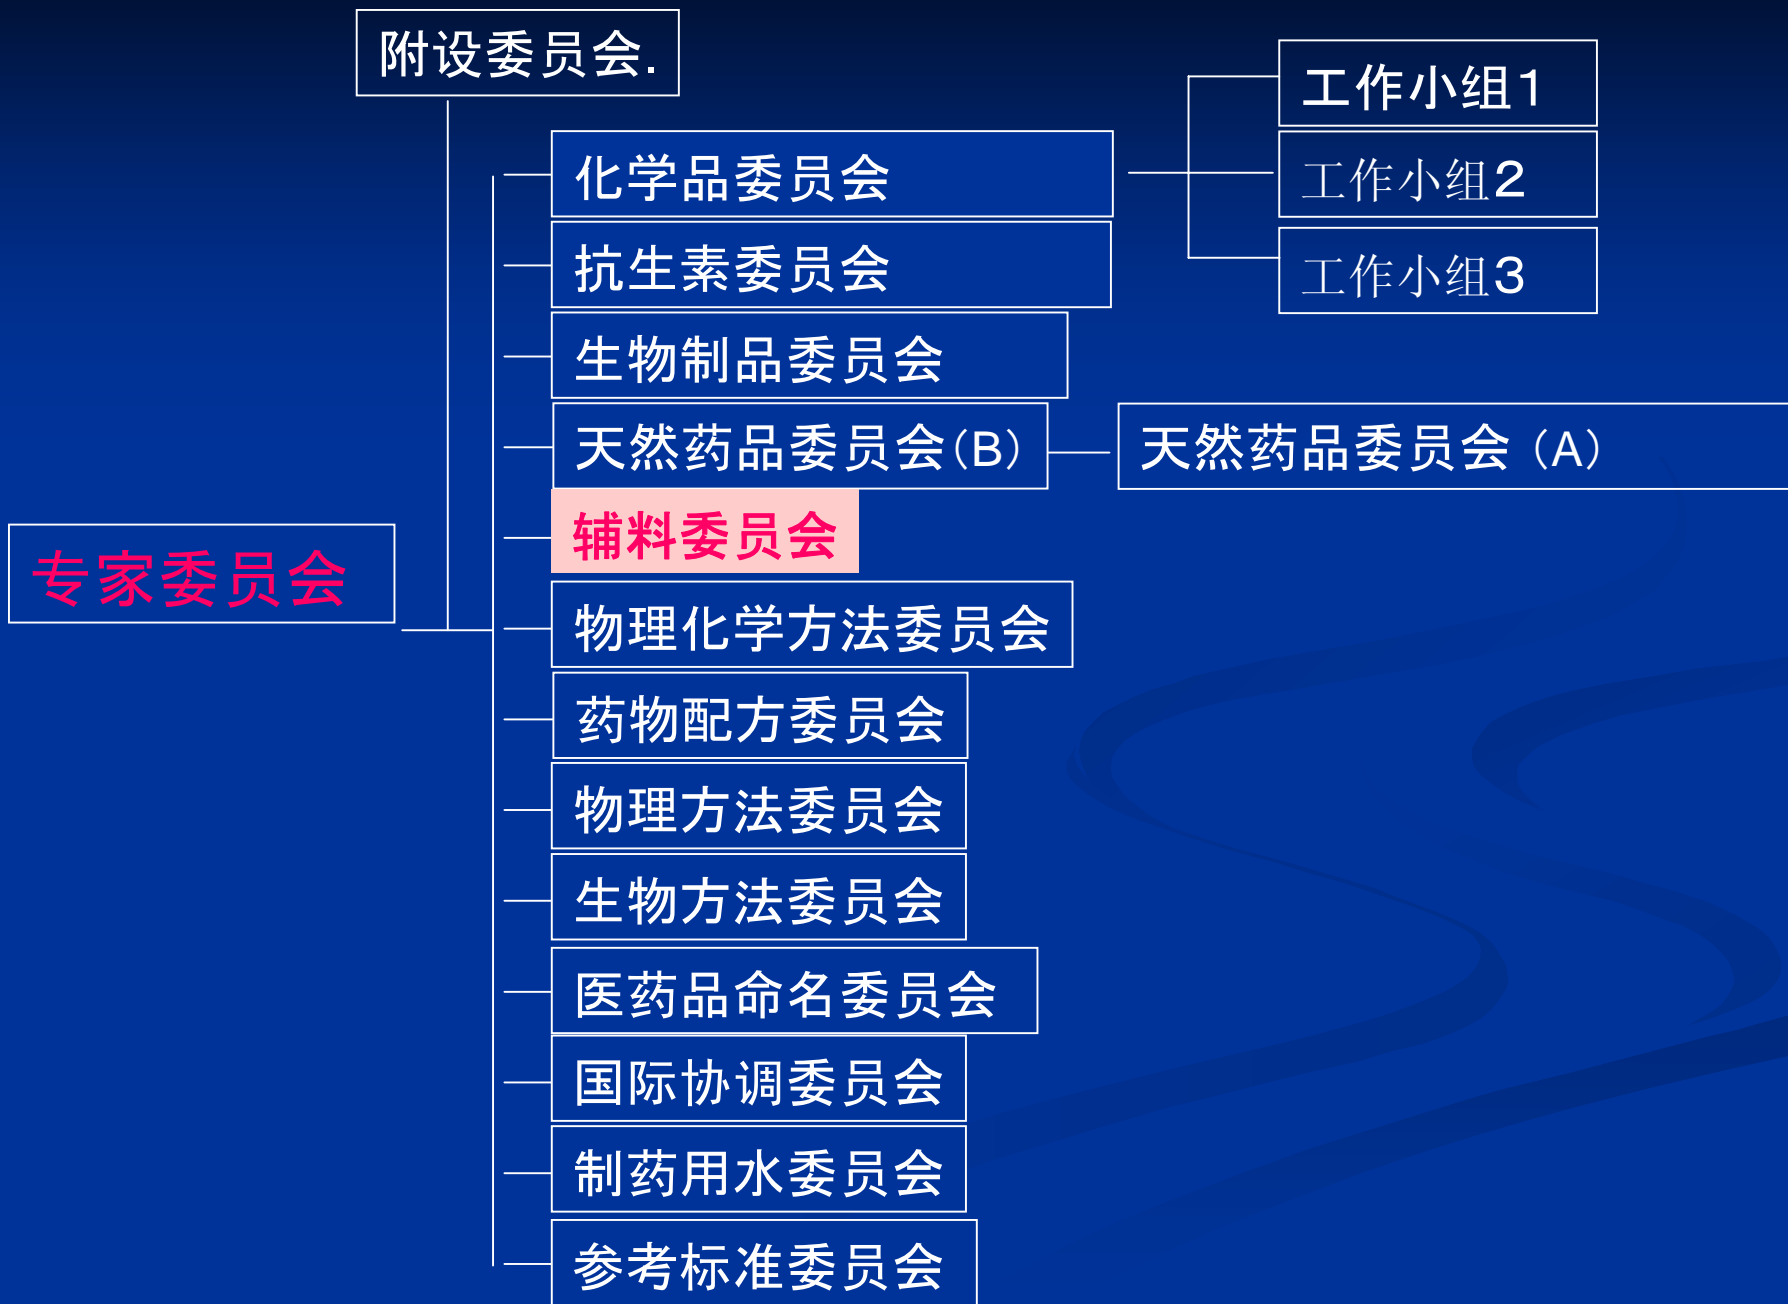 附设委员会.
工作小组1
化学品委员会
工作小组2
抗生素委员会
工作小组3
生物制品委员会
天然药品委员会(B)
天然药品委员会 (A)
辅料委员会
专家委员会
物理化学方法委员会
药物配方委员会
物理方法委员会
生物方法委员会
医药品命名委员会
国际协调委员会
制药用水委员会
参考标准委员会